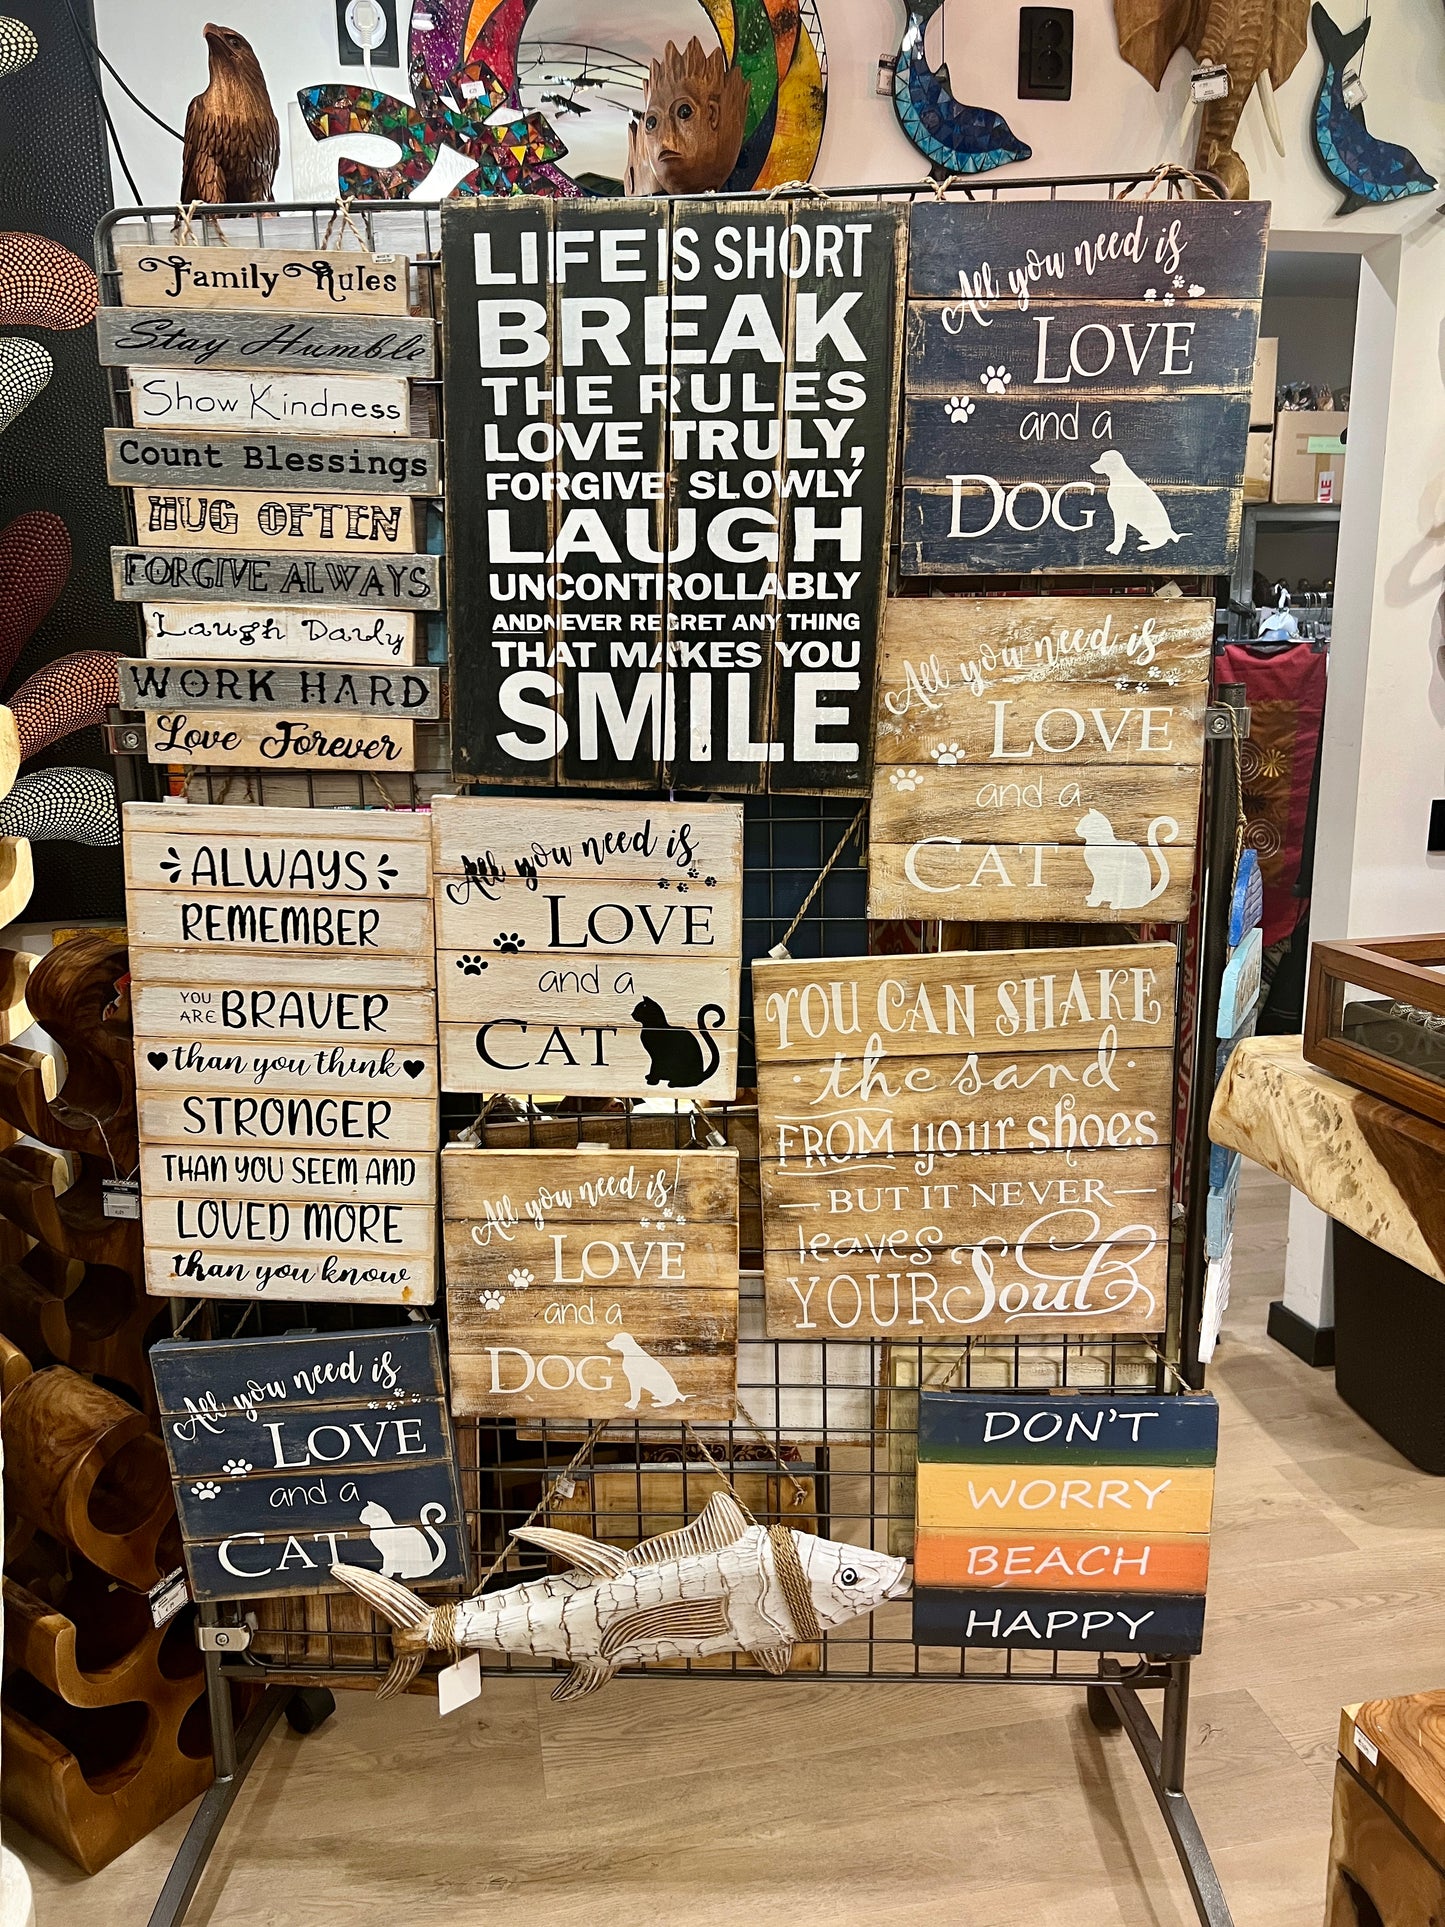 Family Rules
Stay Humble
Show Kindness
Count Blessings
HUG OFTEN
FORGIVE ALWAYS
Laugh Daily
WORK HARD
Love Forever
LIFE IS SHORT
BREAK
THE RULES
LOVE TRULY,
FORGIVE SLOWLY
LAUGH
UNCONTROLLABLY
AND NEVER REGRET ANY THING
THAT MAKES YOU
SMILE
All you need is
LOVE
and a
DOG
All you need is
LOVE
and a
CAT
ALWAYS
REMEMBER
YOU ARE BRAVER
than you think
STRONGER
THAN YOU SEEM AND
LOVED MORE
than you know
All you need is
LOVE
and a
CAT
YOU CAN SHAKE
the sand
FROM your shoes
BUT IT NEVER
leaves
YOUR Soul
All you need is
LOVE
and a
DOG
All you need is
LOVE
and a
CAT
DON'T
WORRY
BEACH
HAPPY